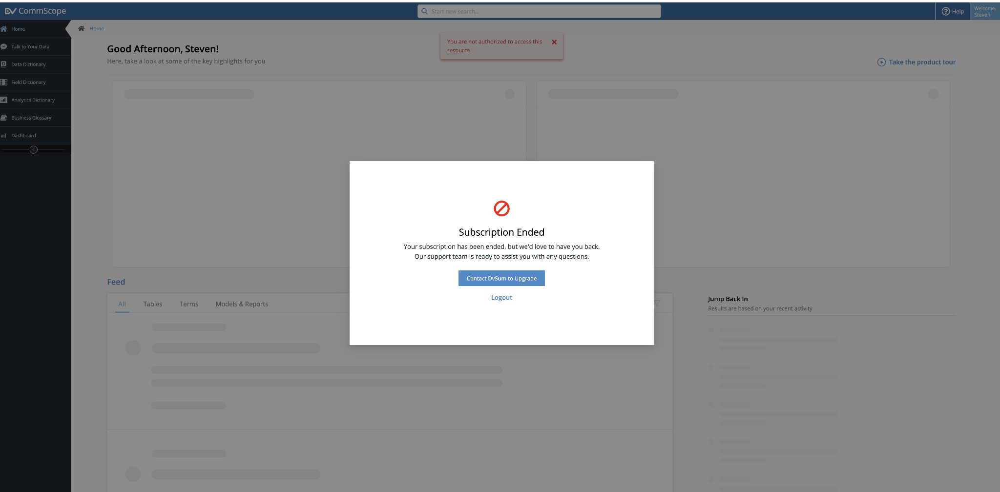 CommScope
Start new search...
Help
Welcome,
Steven
Home
Talk to Your Data
Data Dictionary
Field Dictionary
Analytics Dictionary
Business Glossary
Dashboard
Home
You are not authorized to access this
resource
Good Afternoon, Steven!
Here, take a look at some of the key highlights for you
Take the product tour
Subscription Ended
Your subscription has been ended, but we'd love to have you back.
Our support team is ready to assist you with any questions.
Contact DvSum to Upgrade
Logout
Feed
All Tables Terms Models & Reports
Jump Back In
Results are based on your recent activity